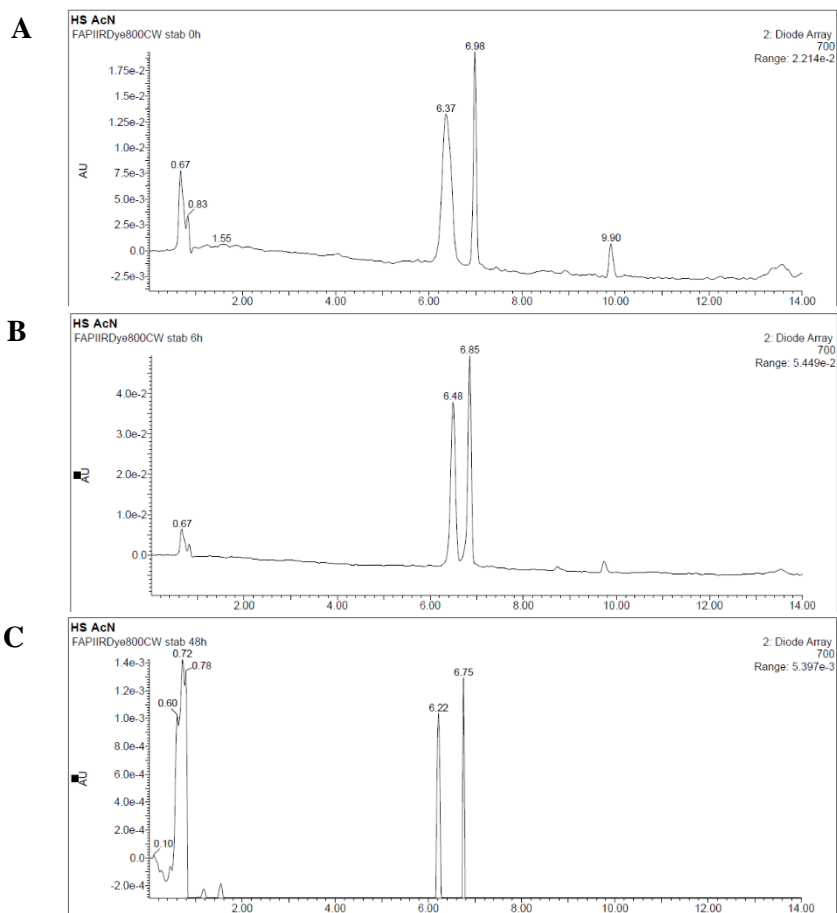 A
HS AcN
FAPIIRDye800CW stab 0h
2: Diode Array
700
Range: 2.214e-2
6.98
1.75e-2
1.5e-2
1.25e-2
1.0e-2
7.5e-3
5.0e-3
2.5e-3
0.0
-2.5e-3
AU
0.67
0.83
1.55
6.37
9.90
2.00
4.00
6.00
8.00
10.00
12.00
14.00
B
HS AcN
FAPIIRDye800CW stab 6h
2: Diode Array
700
Range: 5.449e-2
6.85
6.48
4.0e-2
3.0e-2
2.0e-2
1.0e-2
0.0
AU
0.67
2.00
4.00
6.00
8.00
10.00
12.00
14.00
C
HS AcN
FAPIIRDye800CW stab 48h
2: Diode Array
700
Range: 5.397e-3
0.72
0.78
0.60
0.10
6.22
6.75
1.4e-3
1.2e-3
1.0e-3
8.0e-4
6.0e-4
4.0e-4
2.0e-4
0.0
-2.0e-4
AU
2.00
4.00
6.00
8.00
10.00
12.00
14.00